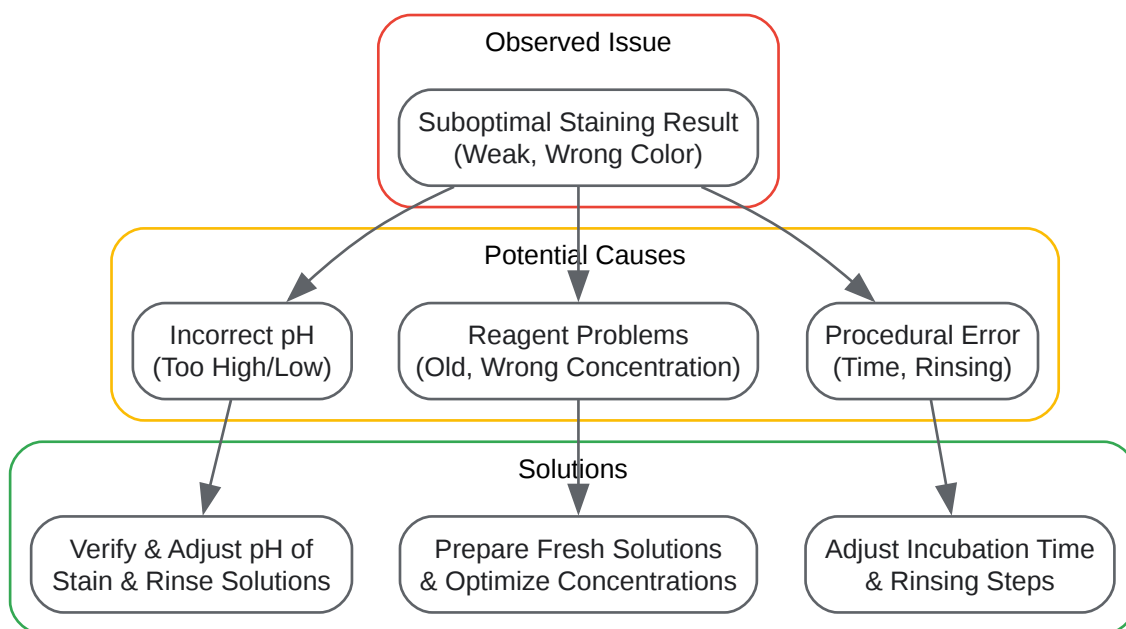 Observed Issue
Suboptimal Staining Result
(Weak, Wrong Color)
Potential Causes
Incorrect pH
(Too High/Low)
Reagent Problems
(Old, Wrong Concentration)
Procedural Error
(Time, Rinsing)
Solutions
Verify & Adjust pH of
Stain & Rinse Solutions
Prepare Fresh Solutions
& Optimize Concentrations
Adjust Incubation Time
& Rinsing Steps